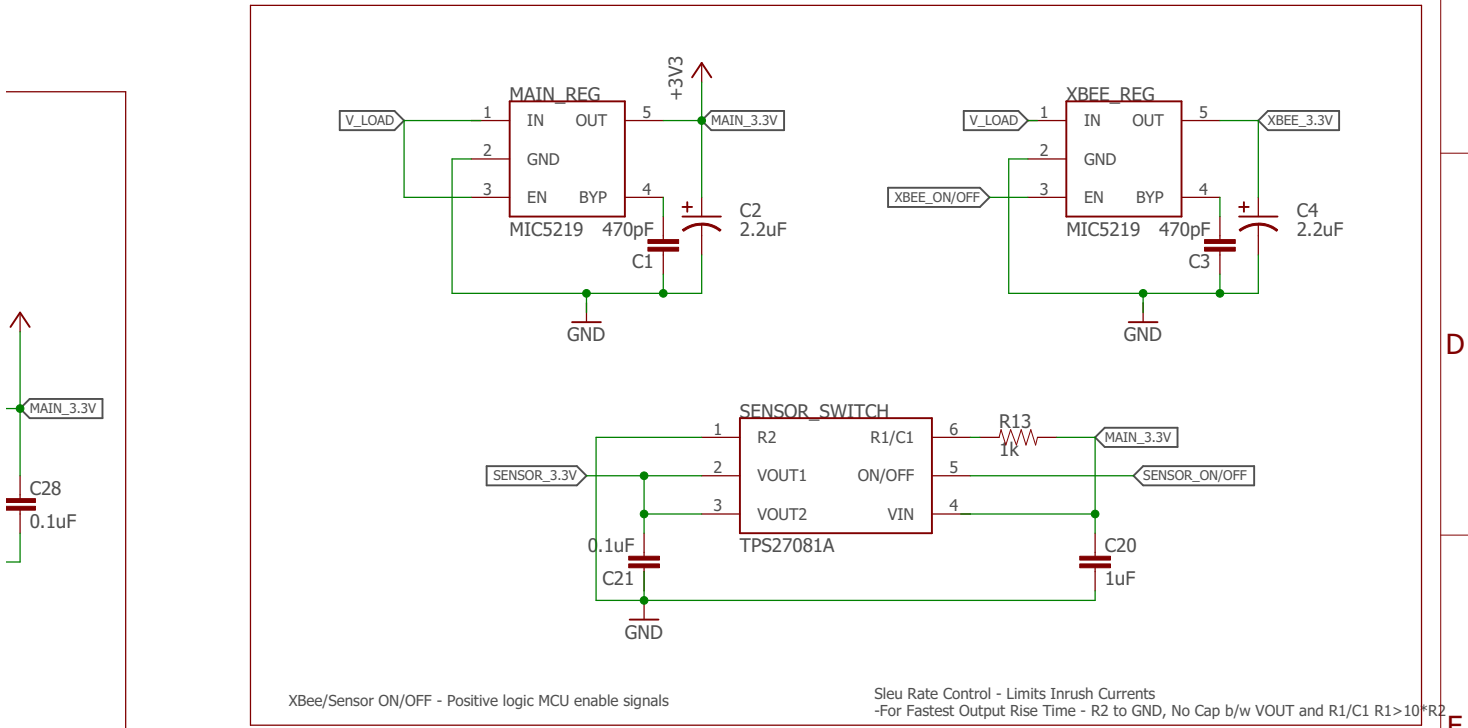 +3V3
MAIN_REG
V_LOAD
1
IN
OUT
5
MAIN_3.3V
2
GND
3
EN
BYP
4
MIC5219
470pF
C1
C2
2.2uF
GND
XBEE_REG
V_LOAD
1
IN
OUT
5
XBEE_3.3V
2
GND
XBEE_ON/OFF
3
EN
BYP
4
MIC5219
470pF
C3
C4
2.2uF
GND
D
MAIN_3.3V
C28
0.1uF
SENSOR_SWITCH
1
R2
R1/C1
6
R13
1k
MAIN_3.3V
SENSOR_3.3V
2
VOUT1
ON/OFF
5
SENSOR_ON/OFF
3
VOUT2
VIN
4
TPS27081A
0.1uF
C21
C20
1uF
GND
XBee/Sensor ON/OFF - Positive logic MCU enable signals
Sleu Rate Control - Limits Inrush Currents
-For Fastest Output Rise Time - R2 to GND, No Cap b/w VOUT and R1/C1 R1>10*R2
E